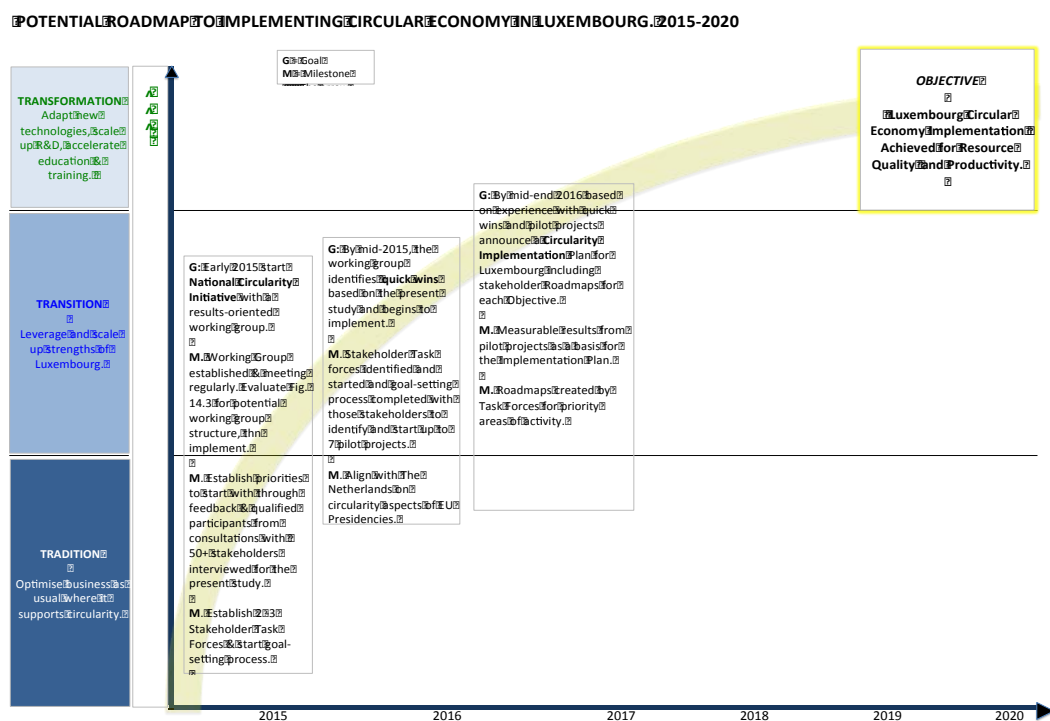 POTENTIAL ROADMAP TO IMPLEMENTING CIRCULAR ECONOMY IN LUXEMBOURG. 2015-2020
G = Goal
M = Milestone
TRANSFORMATION
Adapt new
technologies, scale
up R&D, accelerate
education &
training.
TRANSITION
Leverage and scale
up strengths of
Luxembourg.
TRADITION
Optimise business as
usual where it
supports circularity.
G: Early 2015 start
National Circularity
Initiative with a
results-oriented
working group.
M. Working Group
established & meeting
regularly. Evaluate Fig.
14.3 for potential
working group
structure, thn
implement.
M. Establish priorities
to start with through
feedback & qualified
participants from
consultations with
50+ stakeholders
interviewed for the
present study.
M. Establish 2-3
Stakeholder Task
Forces & start goal-
setting process.
G: By mid-2015, the
working group
identifies quick wins
based on the present
study and begins to
implement.
M. Stakeholder Task
forces identified and
started and goal-setting
process completed with
those stakeholders to
identify and start up to
7 pilot projects.
M. Align with The
Netherlands on
circularity aspects of EU
Presidencies.
G: By mid-end 2016 based
on experience with quick
wins and pilot projects
announce a Circularity
Implementation Plan for
Luxembourg including
stakeholder Roadmaps for
each Objective.
M. Measurable results from
pilot projects as a basis for
the Implementation Plan.
M. Roadmaps created by
Task Forces for priority
areas of activity.
OBJECTIVE
Luxembourg Circular
Economy Implementation
Achieved for Resource
Quality and Productivity.
2015
2016
2017
2018
2019
2020